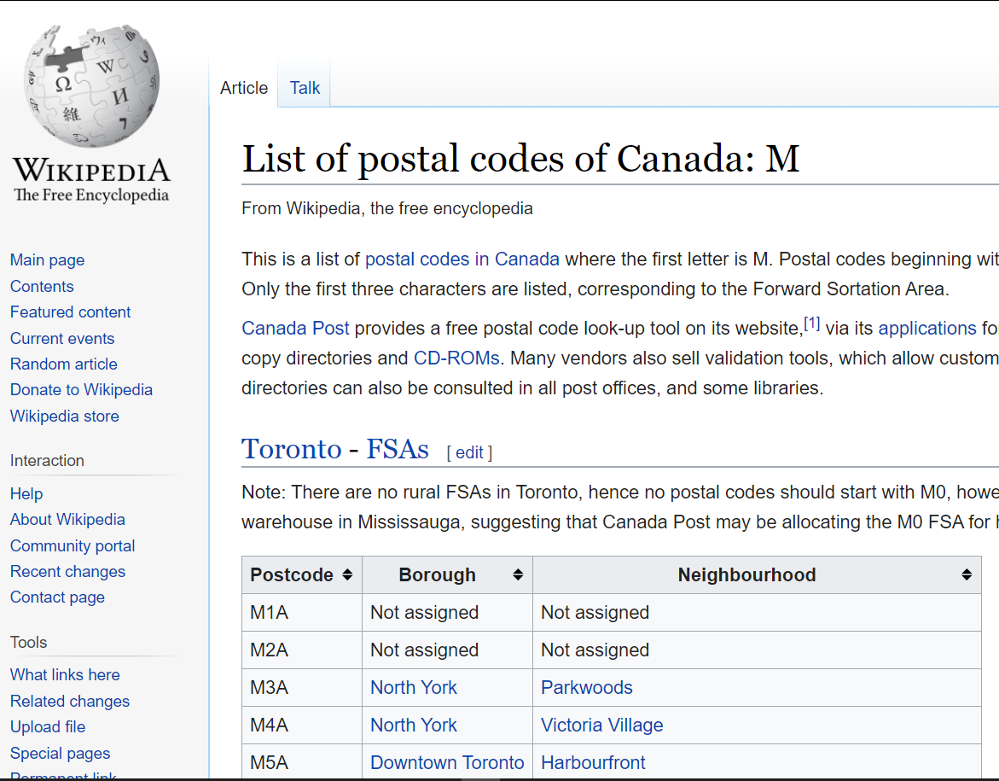 WIKIPEDIA
The Free Encyclopedia
Main page
Contents
Featured content
Current events
Random article
Donate to Wikipedia
Wikipedia store
Interaction
Help
About Wikipedia
Community portal
Recent changes
Contact page
Tools
What links here
Related changes
Upload file
Special pages
Permanent link
Article Talk
List of postal codes of Canada: M
From Wikipedia, the free encyclopedia
This is a list of postal codes in Canada where the first letter is M. Postal codes beginning
Only the first three characters are listed, corresponding to the Forward Sortation Area.
Canada Post provides a free postal code look-up tool on its website,[1] via its applications
copy directories and CD-ROMs. Many vendors also sell validation tools, which allow
directories can also be consulted in all post offices, and some libraries.
Toronto - FSAs [ edit ]
Note: There are no rural FSAs in Toronto, hence no postal codes should start with M0,
warehouse in Mississauga, suggesting that Canada Post may be allocating the M0 FSA for
Postcode Borough Neighbourhood
M1A Not assigned Not assigned
M2A Not assigned Not assigned
M3A North York Parkwoods
M4A North York Victoria Village
M5A Downtown Toronto Harbourfront